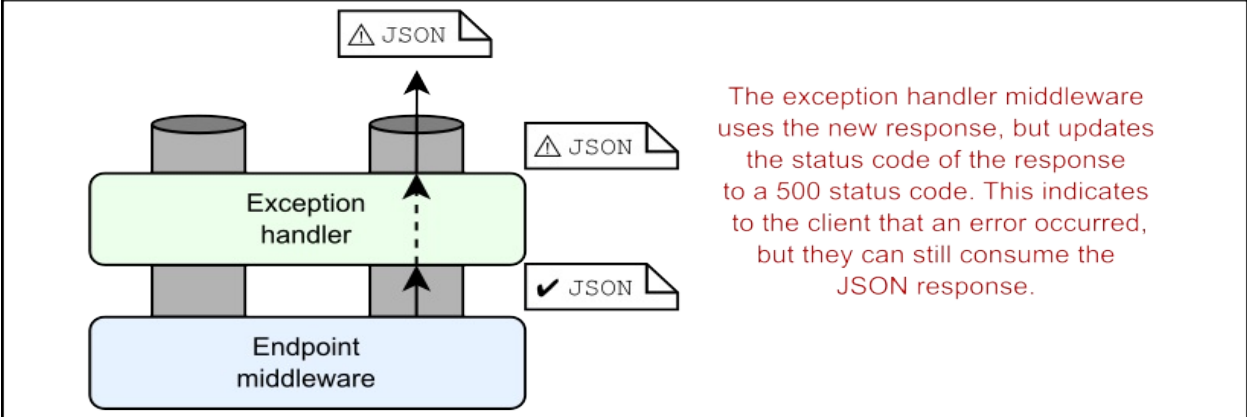 ⚠ JSON
⚠ JSON
The exception handler middleware
uses the new response, but updates
the status code of the response
to a 500 status code. This indicates
to the client that an error occurred,
but they can still consume the
JSON response.
Exception
handler
✔ JSON
Endpoint
middleware